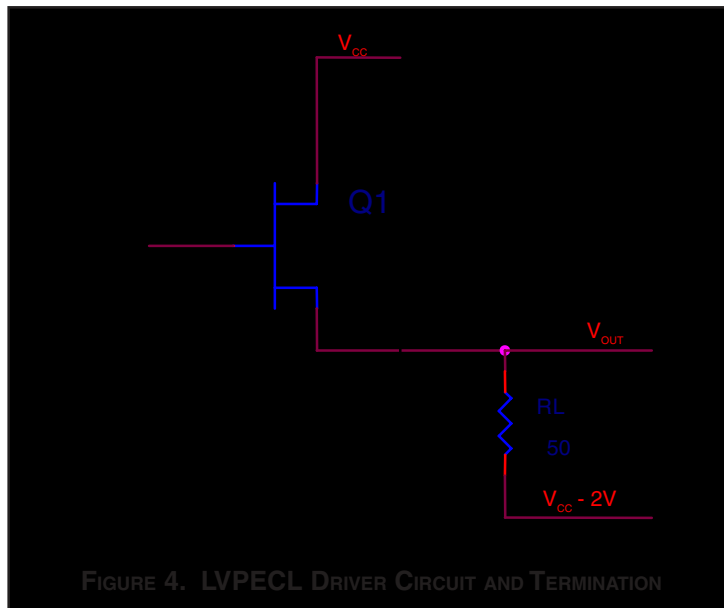 VCC
Q1
VOUT
RL
50
VCC - 2V
FIGURE 4. LVPECL DRIVER CIRCUIT AND TERMINATION